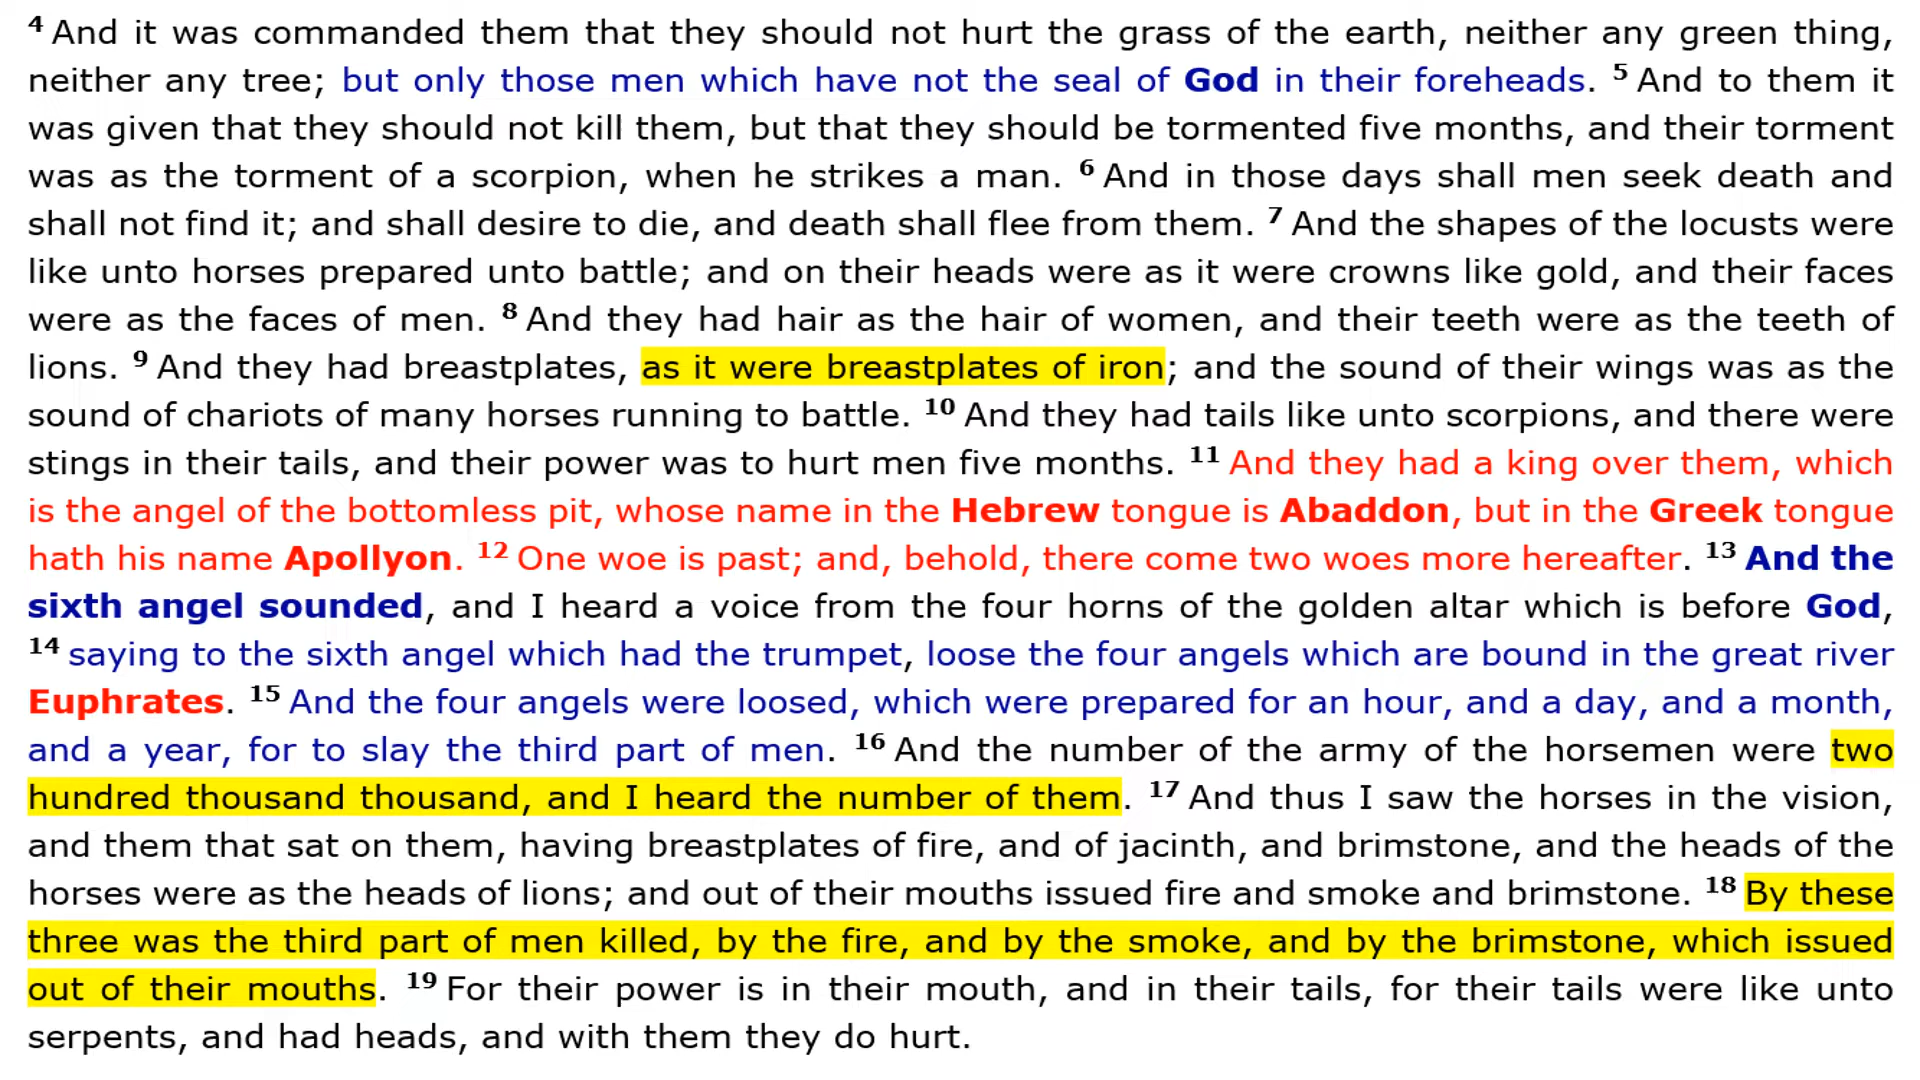 4 And it was commanded them that they should not hurt the grass of the earth, neither any green thing,
neither any tree; but only those men which have not the seal of God in their foreheads. 5 And to them it
was given that they should not kill them, but that they should be tormented five months, and their torment
was as the torment of a scorpion, when he strikes a man. 6 And in those days shall men seek death and
shall not find it; and shall desire to die, and death shall flee from them. 7 And the shapes of the locusts were
like unto horses prepared unto battle; and on their heads were as it were crowns like gold, and their faces
were as the faces of men. 8 And they had hair as the hair of women, and their teeth were as the teeth of
lions. 9 And they had breastplates, as it were breastplates of iron; and the sound of their wings was as the
sound of chariots of many horses running to battle. 10 And they had tails like unto scorpions, and there were
stings in their tails, and their power was to hurt men five months. 11 And they had a king over them, which
is the angel of the bottomless pit, whose name in the Hebrew tongue is Abaddon, but in the Greek tongue
hath his name Apollyon. 12 One woe is past; and, behold, there come two woes more hereafter. 13 And the
sixth angel sounded, and I heard a voice from the four horns of the golden altar which is before God,
14 saying to the sixth angel which had the trumpet, loose the four angels which are bound in the great river
Euphrates. 15 And the four angels were loosed, which were prepared for an hour, and a day, and a month,
and a year, for to slay the third part of men. 16 And the number of the army of the horsemen were two
hundred thousand thousand, and I heard the number of them. 17 And thus I saw the horses in the vision,
and them that sat on them, having breastplates of fire, and of jacinth, and brimstone, and the heads of the
horses were as the heads of lions; and out of their mouths issued fire and smoke and brimstone. 18 By these
three was the third part of men killed, by the fire, and by the smoke, and by the brimstone, which issued
out of their mouths. 19 For their power is in their mouth, and in their tails, for their tails were like unto
serpents, and had heads, and with them they do hurt.